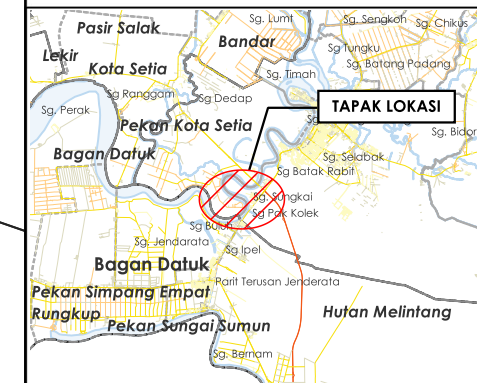 Sg. Lumt
Sg. Sengkoh
Sg. Chikus
Pasir Salak
Bandar
Lekir
Sg Tungku
Kota Setia
Sg. Batang Padang
Sg. Timah
Sg Ranggam
Sg Dedap
TAPAK LOKASI
Sg. Perak
Pekan Kota Setia
Sg. Bidor
Bagan Datuk
Sg. Selabak
Sg Batak Rabit
Sg. Sungkai
Sg Pak Kolek
Sg Buluh
Sg. Jendarata
Sg Ipel
Bagan Datuk
Parit Terusan Jenderata
Pekan Simpang Empat
Rungkup
Hutan Melintang
Pekan Sungai Sumun
Sg. Bernam